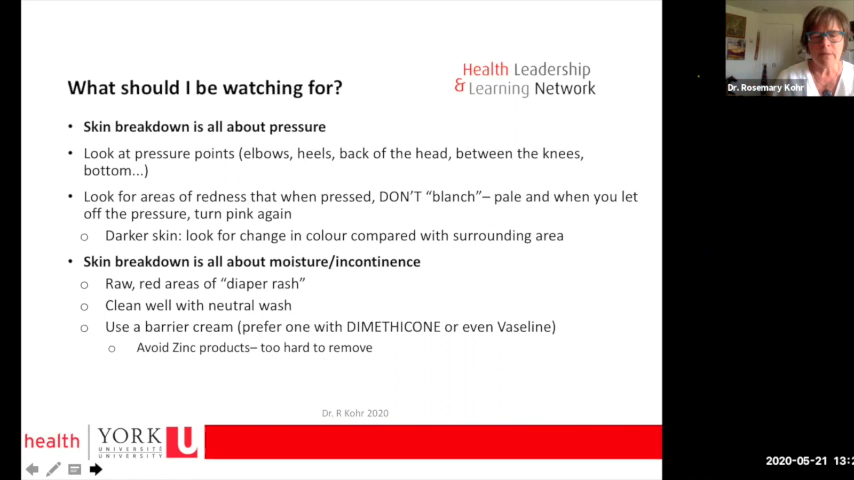 What should I be watching for?
Health Leadership
& Learning Network
• Skin breakdown is all about pressure
• Look at pressure points (elbows, heels, back of the head, between the knees,
bottom...)
• Look for areas of redness that when pressed, DON'T "blanch"– pale and when you let
off the pressure, turn pink again
o Darker skin: look for change in colour compared with surrounding area
• Skin breakdown is all about moisture/incontinence
o Raw, red areas of "diaper rash"
o Clean well with neutral wash
o Use a barrier cream (prefer one with DIMETHICONE or even Vaseline)
o Avoid Zinc products– too hard to remove
Dr. R Kohr 2020
health
YORK
UNIVERSITÉ
UNIVERSITY
U
Dr. Rosemary Kohr
2020-05-21